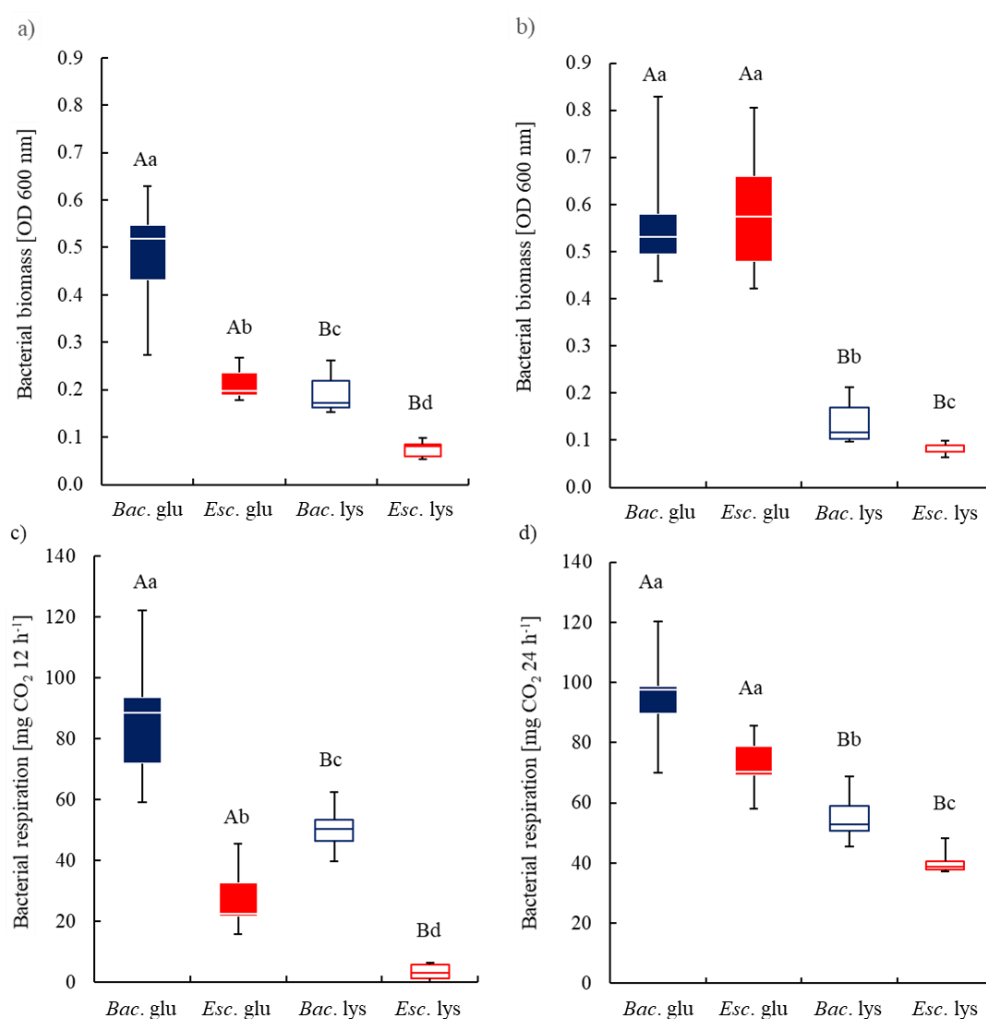 a)
Bacterial biomass [OD 600 nm]
0.9
0.8
0.7
0.6
0.5
0.4
0.3
0.2
0.1
0.0
Aa
Ab
Bc
Bd
Bac. glu Esc. glu Bac. lys Esc. lys
b)
Bacterial biomass [OD 600 nm]
0.9
0.8
0.7
0.6
0.5
0.4
0.3
0.2
0.1
0.0
Aa
Aa
Bb
Bc
Bac. glu Esc. glu Bac. lys Esc. lys
c)
Bacterial respiration [mg CO₂ 12 h⁻¹]
140
120
100
80
60
40
20
0
Aa
Ab
Bc
Bd
Bac. glu Esc. glu Bac. lys Esc. lys
d)
Bacterial respiration [mg CO₂ 24 h⁻¹]
140
120
100
80
60
40
20
0
Aa
Aa
Bb
Bc
Bac. glu Esc. glu Bac. lys Esc. lys